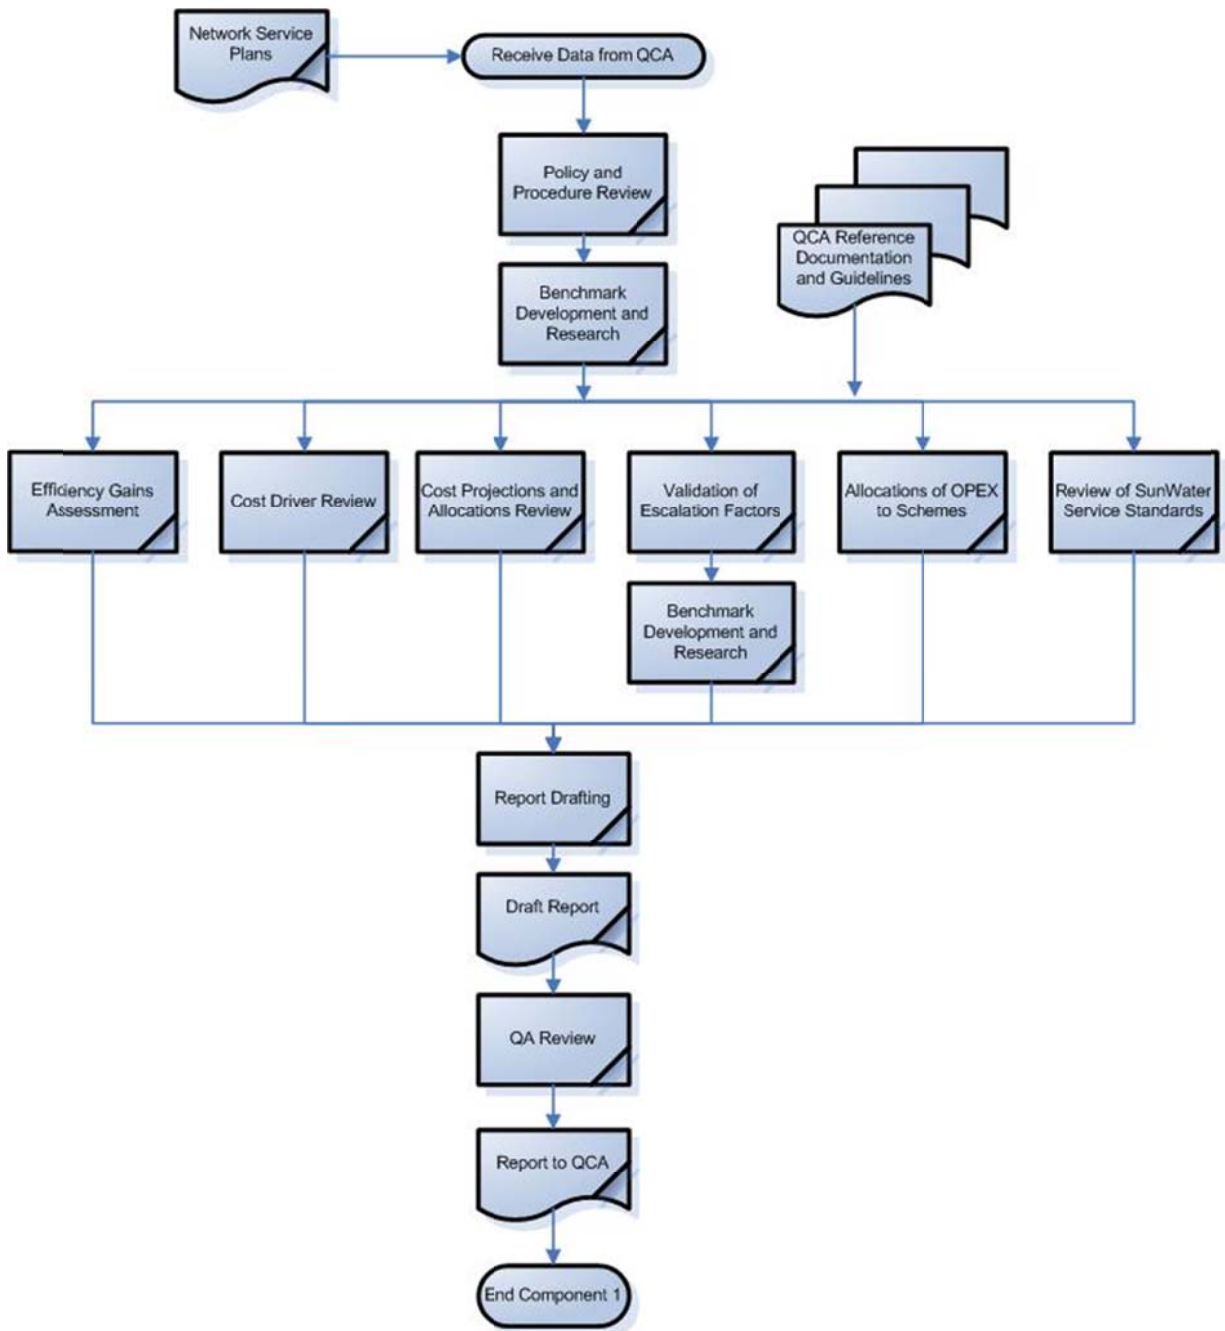 Network Service
Plans
Receive Data from QCA
Policy and
Procedure Review
QCA Reference
Documentation
and Guidelines
Benchmark
Development and
Research
Efficiency Gains
Assessment
Cost Driver Review
Cost Projections and
Allocations Review
Validation of
Escalation Factors
Allocations of OPEX
to Schemes
Review of SunWater
Service Standards
Benchmark
Development and
Research
Report Drafting
Draft Report
QA Review
Report to QCA
End Component 1